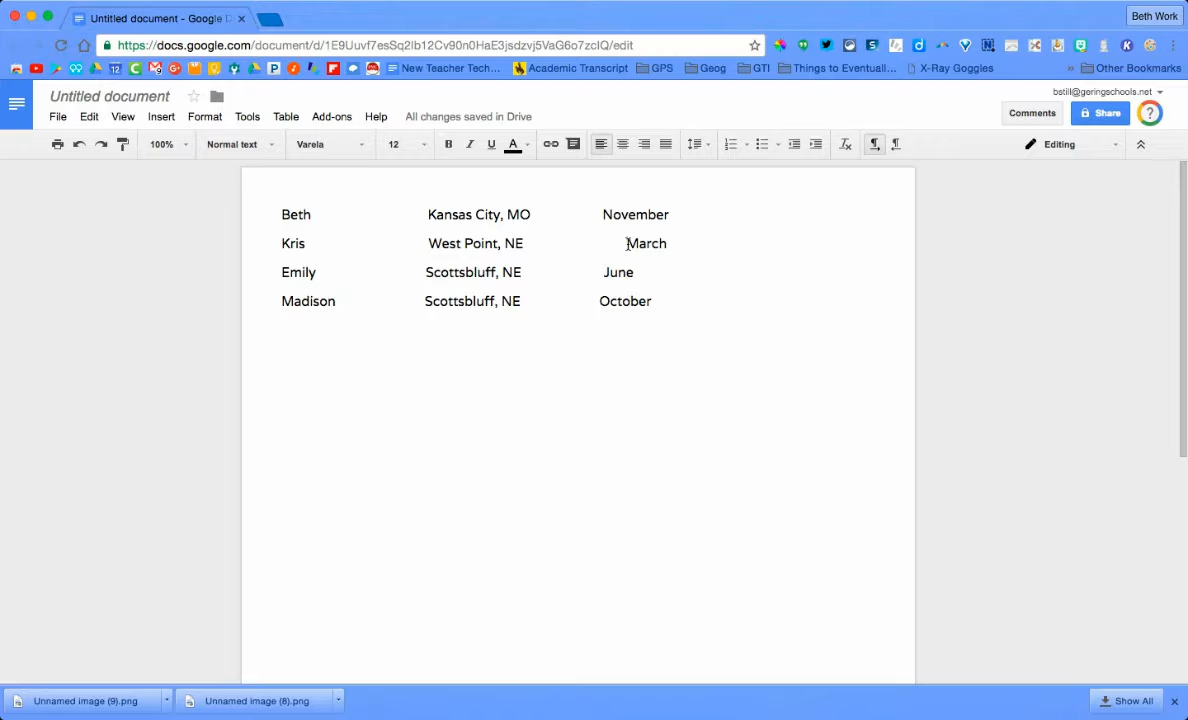 Untitled document - Google D
Beth Work
https://docs.google.com/document/d/1E9Uuvf7esSq2lb12Cv90n0HaE3jsdzvj5VaG6o7zcIQ/edit
New Teacher Tech... Academic Transcript GPS Geog GTI Things to Eventuall... X-Ray Goggles » Other Bookmarks
Untitled document
bstill@geringschools.net
File Edit View Insert Format Tools Table Add-ons Help All changes saved in Drive
Comments Share
100% Normal text Varela 12 B I U A Editing
Beth Kansas City, MO November
Kris West Point, NE March
Emily Scottsbluff, NE June
Madison Scottsbluff, NE October
Unnamed image (9).png Unnamed image (8).png Show All